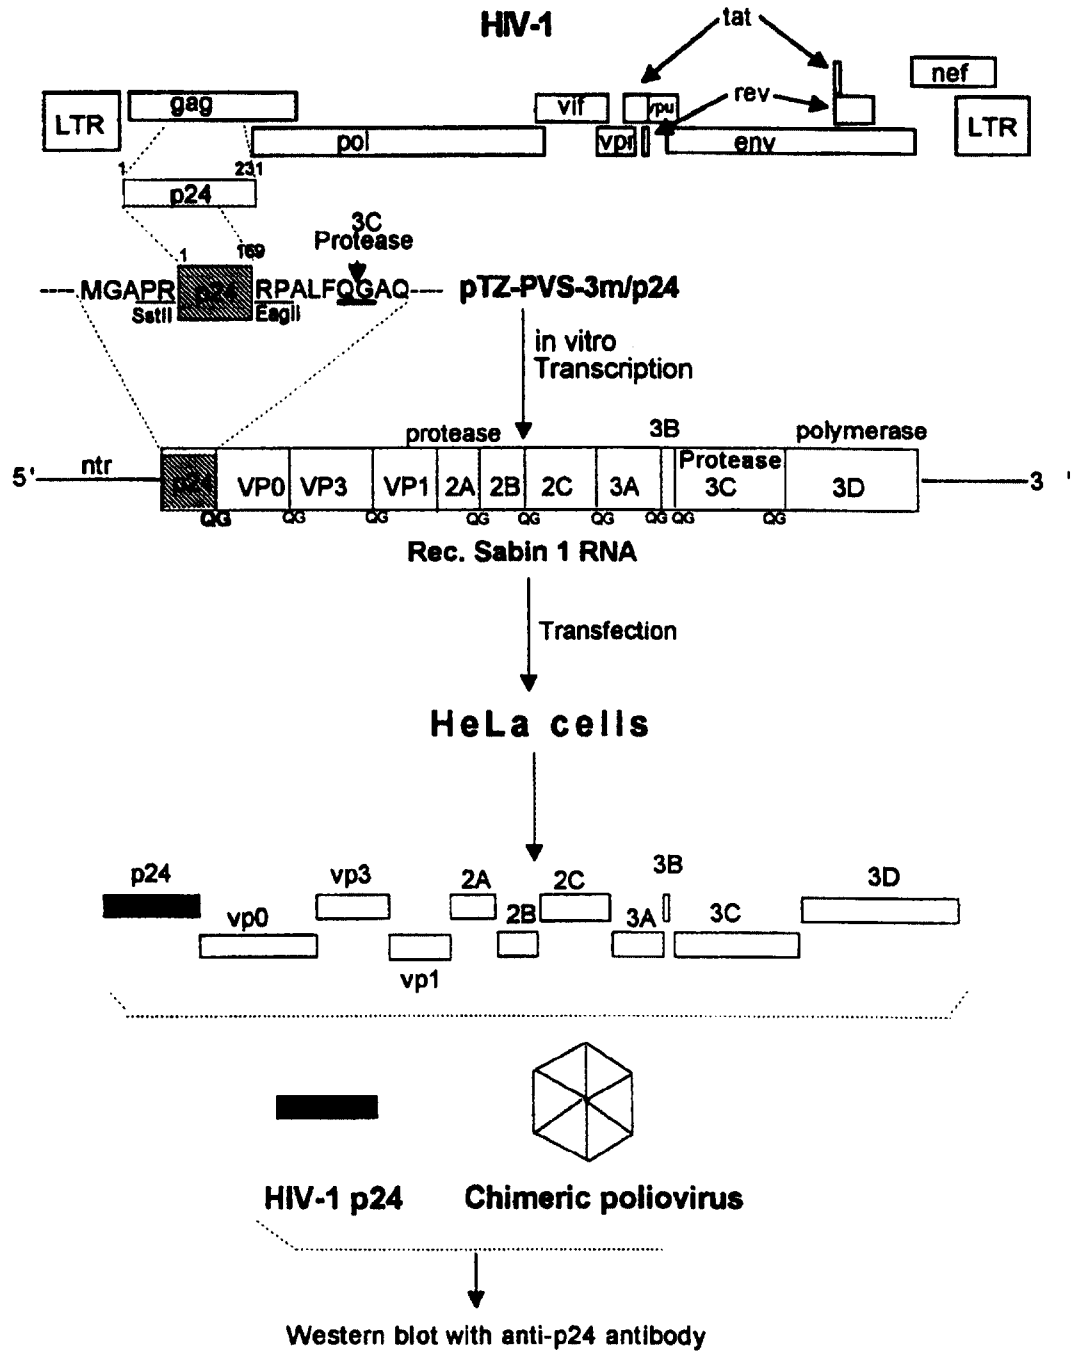 HIV-1
tat
nef
gag
vif
vpu
rev
LTR
LTR
pol
vpr
env
1
231
p24
3C
Protease
1
169
----MGAPR p24 RPALFQGAQ----
SstII
EagII
pTZ-PVS-3m/p24
in vitro
Transcription
protease
3B
polymerase
5'
ntr
p24
VP0
VP3
VP1
2A
2B
2C
3A
Protease
3C
3D
3 '
QG
QG
QG
QG
QG
QG
QG
QG
QG
Rec. Sabin 1 RNA
Transfection
HeLa cells
p24
vp0
vp3
vp1
2A
2B
2C
3A
3B
3C
3D
HIV-1 p24
Chimeric poliovirus
Western blot with anti-p24 antibody